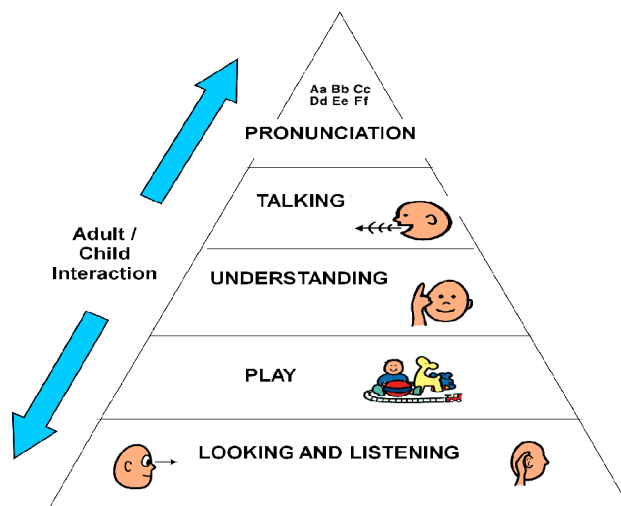 Aa Bb Cc
Dd Ee Ff
PRONUNCIATION
TALKING
Adult /
Child
Interaction
UNDERSTANDING
PLAY
LOOKING AND LISTENING